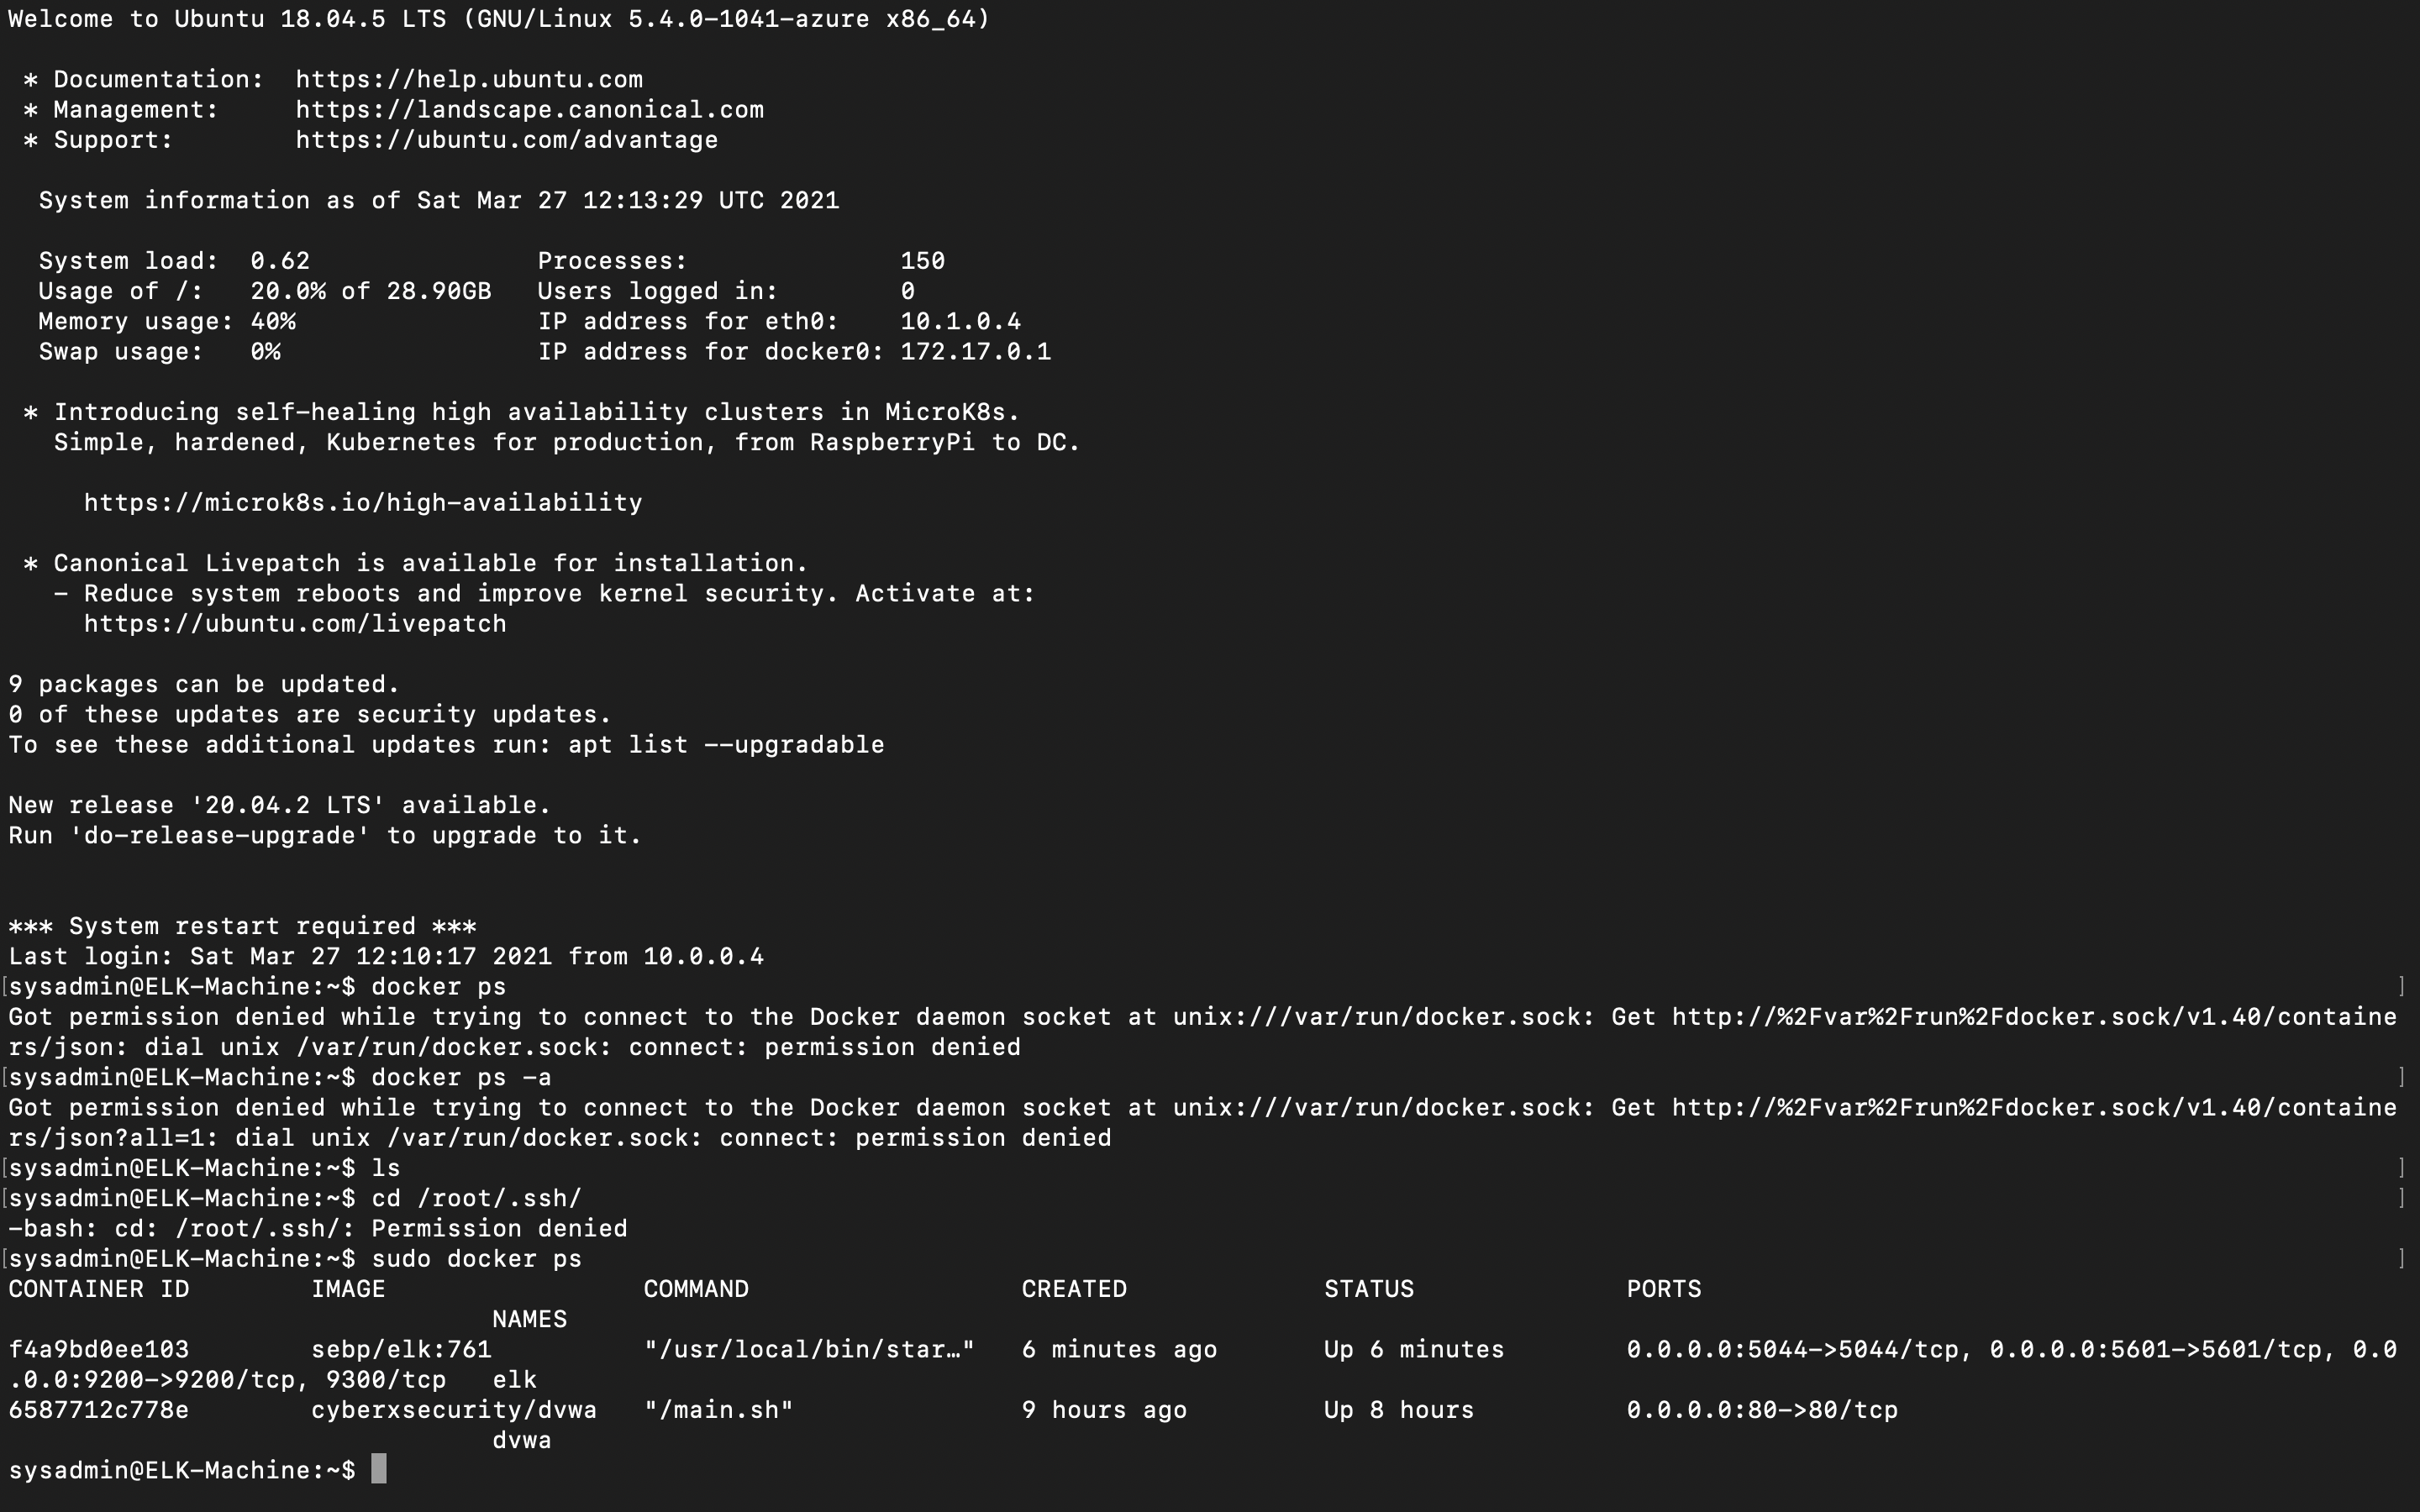 Welcome to Ubuntu 18.04.5 LTS (GNU/Linux 5.4.0-1041-azure x86_64)

 * Documentation:  https://help.ubuntu.com
 * Management:     https://landscape.canonical.com
 * Support:        https://ubuntu.com/advantage

  System information as of Sat Mar 27 12:13:29 UTC 2021

  System load:  0.62               Processes:              150
  Usage of /:   20.0% of 28.90GB   Users logged in:        0
  Memory usage: 40%                IP address for eth0:    10.1.0.4
  Swap usage:   0%                 IP address for docker0: 172.17.0.1

 * Introducing self-healing high availability clusters in MicroK8s.
   Simple, hardened, Kubernetes for production, from RaspberryPi to DC.

     https://microk8s.io/high-availability

 * Canonical Livepatch is available for installation.
   - Reduce system reboots and improve kernel security. Activate at:
     https://ubuntu.com/livepatch

9 packages can be updated.
0 of these updates are security updates.
To see these additional updates run: apt list --upgradable

New release '20.04.2 LTS' available.
Run 'do-release-upgrade' to upgrade to it.


*** System restart required ***
Last login: Sat Mar 27 12:10:17 2021 from 10.0.0.4
[sysadmin@ELK-Machine:~$ docker ps ]
Got permission denied while trying to connect to the Docker daemon socket at unix:///var/run/docker.sock: Get http://%2Fvar%2Frun%2Fdocker.sock/v1.40/containe
rs/json: dial unix /var/run/docker.sock: connect: permission denied
[sysadmin@ELK-Machine:~$ docker ps -a ]
Got permission denied while trying to connect to the Docker daemon socket at unix:///var/run/docker.sock: Get http://%2Fvar%2Frun%2Fdocker.sock/v1.40/containe
rs/json?all=1: dial unix /var/run/docker.sock: connect: permission denied
[sysadmin@ELK-Machine:~$ ls ]
[sysadmin@ELK-Machine:~$ cd /root/.ssh/ ]
-bash: cd: /root/.ssh/: Permission denied
[sysadmin@ELK-Machine:~$ sudo docker ps ]
CONTAINER ID        IMAGE                 COMMAND                  CREATED             STATUS              PORTS
                                NAMES
f4a9bd0ee103        sebp/elk:761          "/usr/local/bin/star…"   6 minutes ago       Up 6 minutes        0.0.0.0:5044->5044/tcp, 0.0.0.0:5601->5601/tcp, 0.0
.0.0:9200->9200/tcp, 9300/tcp   elk
6587712c778e        cyberxsecurity/dvwa   "/main.sh"               9 hours ago         Up 8 hours          0.0.0.0:80->80/tcp
                                dvwa
sysadmin@ELK-Machine:~$